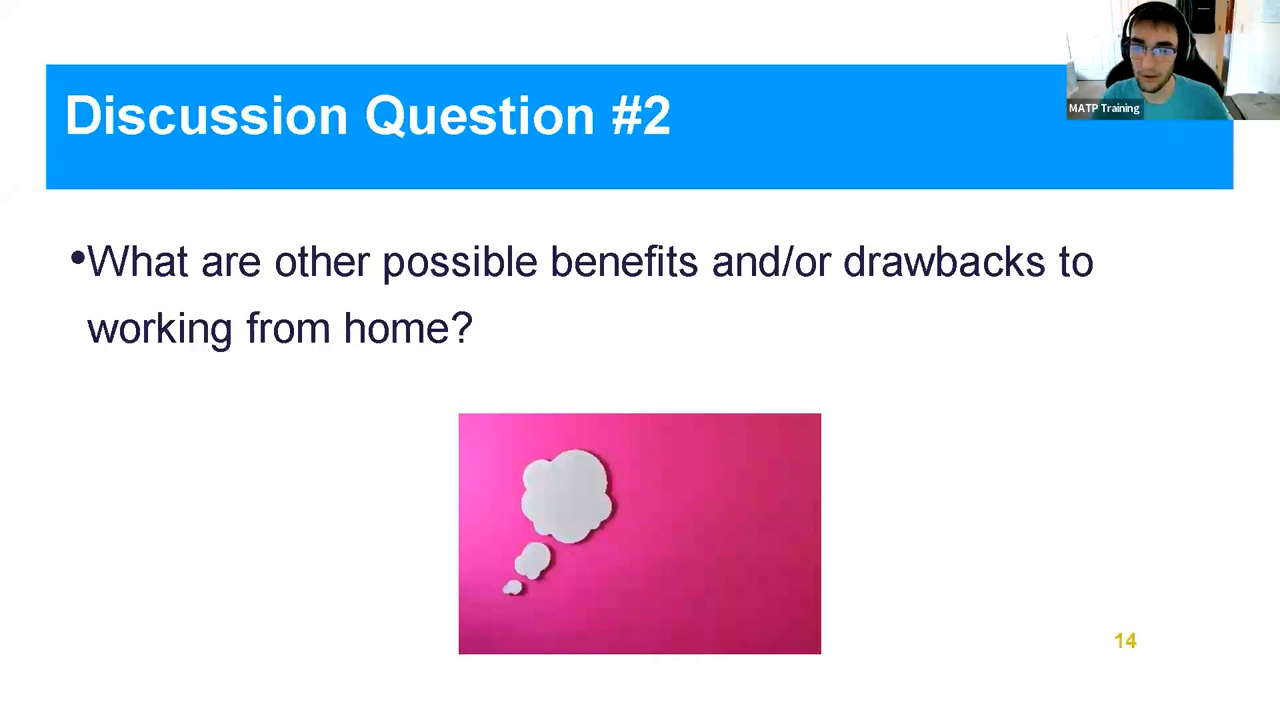 MATP Training
Discussion Question #2
•What are other possible benefits and/or drawbacks to
working from home?
14